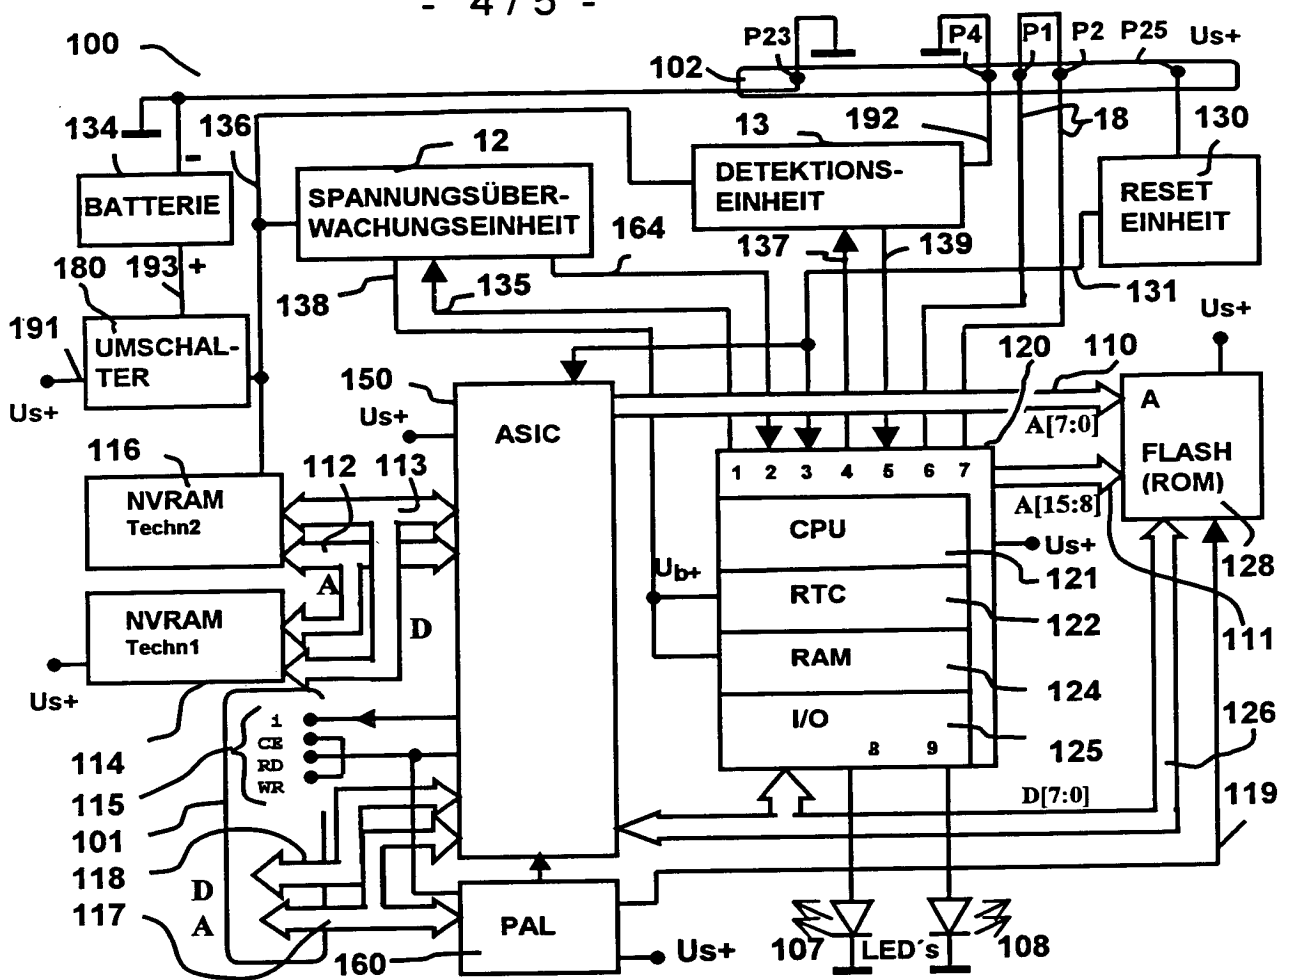 - 4 / 5 -
100
P23
P4
P1
P2
P25
Us+
102
134
136
12
13
192
18
130
-
BATTERIE
SPANNUNGSÜBER-
WACHUNGSEINHEIT
DETEKTIONS-
EINHEIT
RESET
EINHEIT
164
137
139
180
193
+
138
135
131
Us+
191
UMSCHAL-
TER
Us+
150
120
110
Us+
ASIC
A
A[7:0]
FLASH
(ROM)
116
112
113
1 2 3 4 5 6 7
NVRAM
Techn2
A[15:8]
CPU
Us+
121
128
A
Ub+
RTC
122
111
NVRAM
Techn1
D
RAM
124
Us+
i
CE
RD
WR
I/O
125
126
114
8 9
115
D[7:0]
119
101
118
D
A
117
PAL
160
Us+
107
LED´s
108